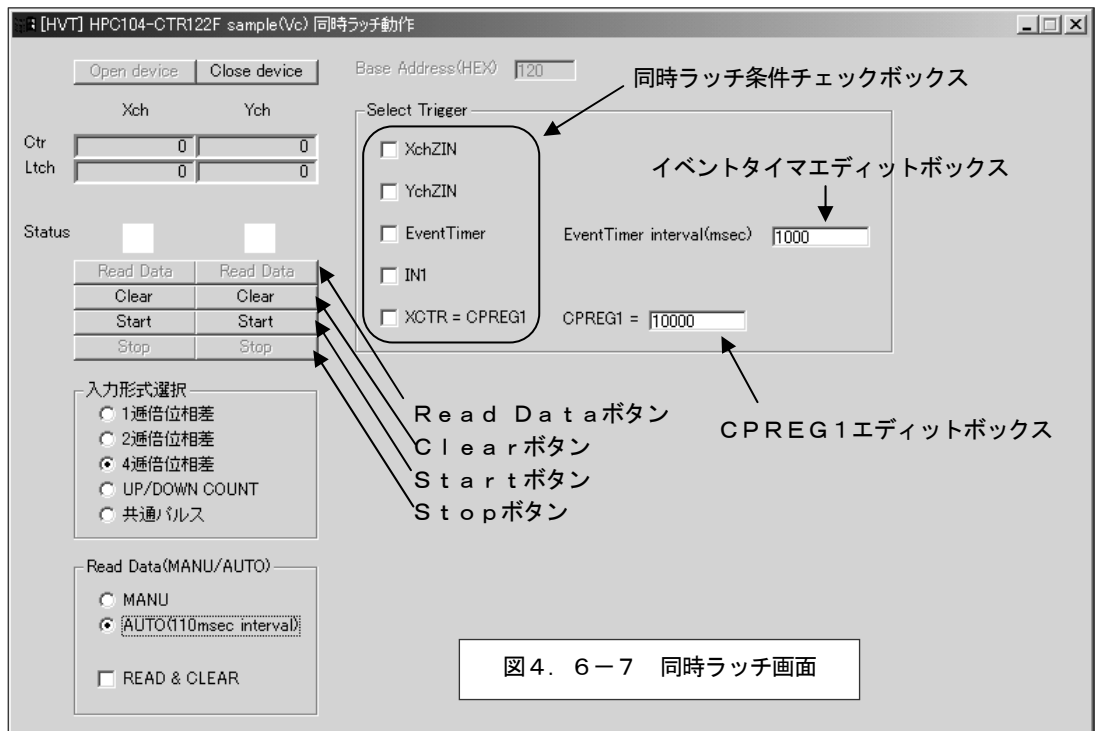 [HVT] HPC104-CTR122F sample(Vc) 同時ラッチ動作
Open device Close device Base Address(HEX) 120
同時ラッチ条件チェックボックス
Xch Ych
Select Trigger
Ctr 0 0
Ltch 0 0
XchZIN
イベントタイマエディットボックス
YchZIN
Status
EventTimer EventTimer interval(msec) 1000
Read Data Read Data
IN1
Clear Clear
Start Start
XCTR = CPREG1 CPREG1 = 10000
Stop Stop
入力形式選択
1逓倍位相差
2逓倍位相差
4逓倍位相差
UP/DOWN COUNT
共通パルス
Read Dataボタン
Clearボタン
Startボタン
Stopボタン
CPREG1エディットボックス
Read Data(MANU/AUTO)
MANU
AUTO(110msec interval)
READ & CLEAR
図4.6-7 同時ラッチ画面